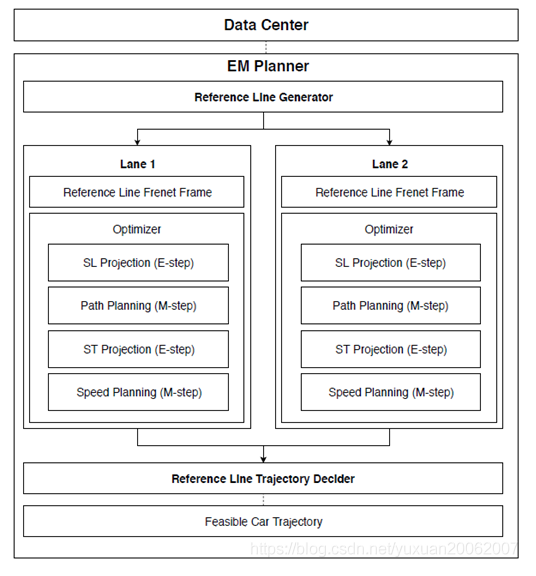 Data Center
EM Planner
Reference Line Generator
Lane 1
Reference Line Frenet Frame
Optimizer
SL Projection (E-step)
Path Planning (M-step)
ST Projection (E-step)
Speed Planning (M-step)
Lane 2
Reference Line Frenet Frame
Optimizer
SL Projection (E-step)
Path Planning (M-step)
ST Projection (E-step)
Speed Planning (M-step)
Reference Line Trajectory Decider
Feasible Car Trajectory
https://blog.csdn.net/yuxuan20062007